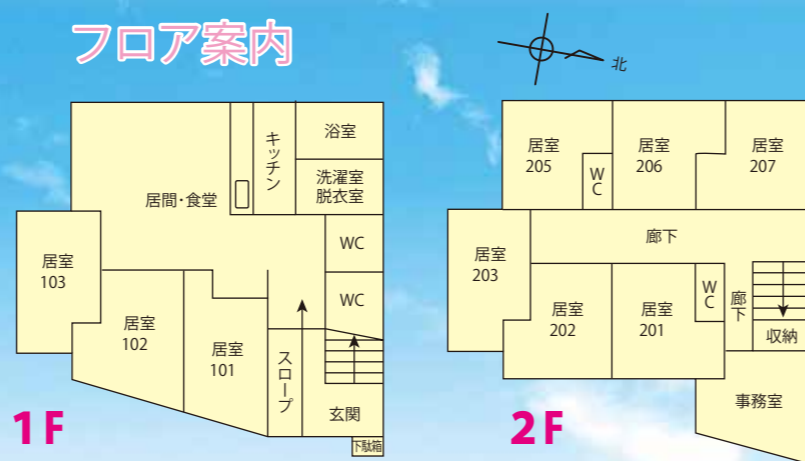 フロア案内
北
キッチン
浴室
洗濯室
脱衣室
居間・食堂
WC
WC
居室
103
居室
102
居室
101
スロープ
玄関
下駄箱
1F
居室
205
WC
居室
206
居室
207
廊下
居室
203
居室
202
居室
201
WC
廊下
収納
事務室
2F